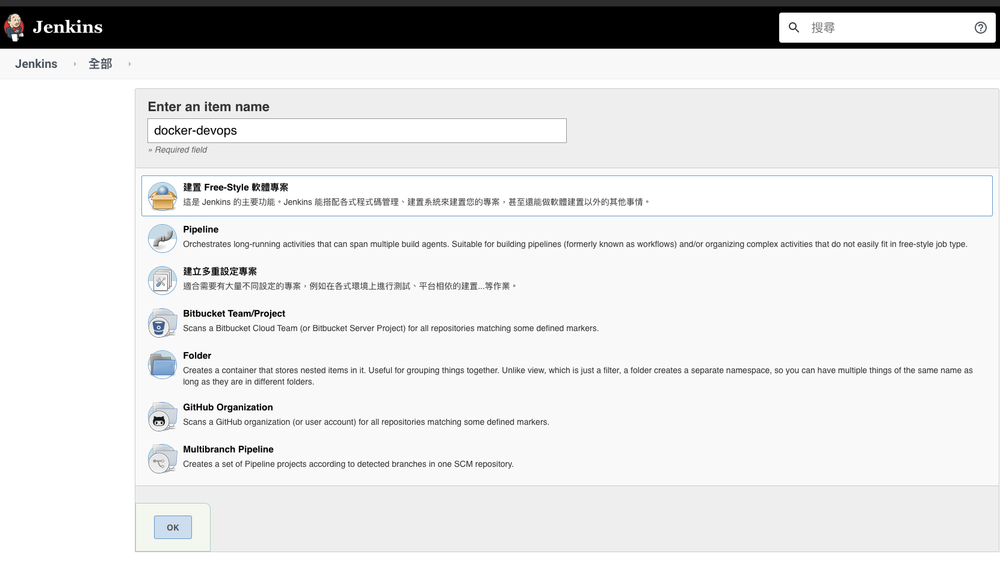 Jenkins
搜尋
Jenkins
全部
Enter an item name
docker-devops
» Required field
建置 Free-Style 軟體專案
這是 Jenkins 的主要功能。Jenkins 能搭配各式程式碼管理、建置系統來建置您的專案，甚至還能做軟體建置以外的其他事情。
Pipeline
Orchestrates long-running activities that can span multiple build agents. Suitable for building pipelines (formerly known as workflows) and/or organizing complex activities that do not easily fit in free-style job type.
建立多重設定專案
適合需要有大量不同設定的專案，例如在各式環境上進行測試、平台相依的建置...等作業。
Bitbucket Team/Project
Scans a Bitbucket Cloud Team (or Bitbucket Server Project) for all repositories matching some defined markers.
Folder
Creates a container that stores nested items in it. Useful for grouping things together. Unlike view, which is just a filter, a folder creates a separate namespace, so you can have multiple things of the same name as
long as they are in different folders.
GitHub Organization
Scans a GitHub organization (or user account) for all repositories matching some defined markers.
Multibranch Pipeline
Creates a set of Pipeline projects according to detected branches in one SCM repository.
OK